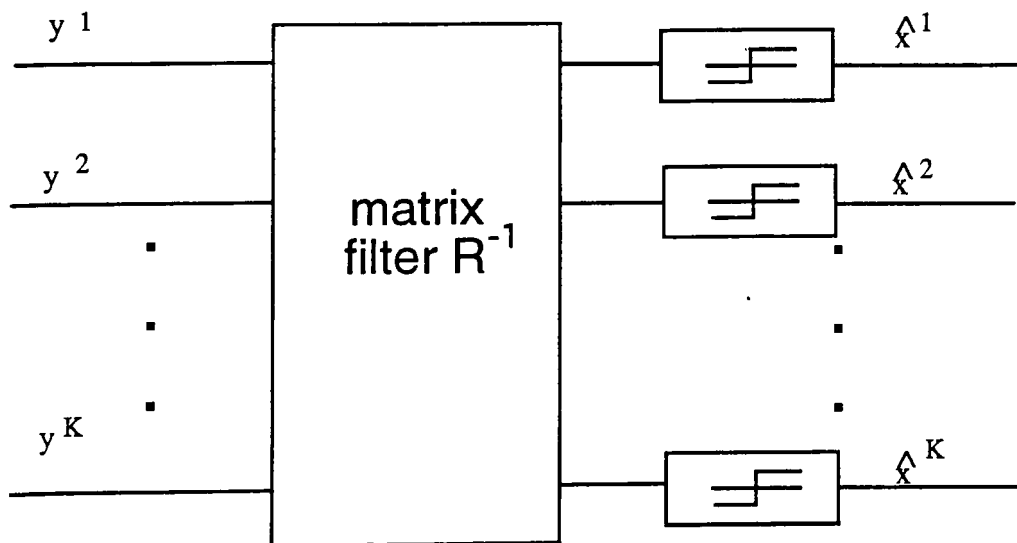 y 1
x̂ 1
y 2
x̂ 2
matrix
filter R-1
y K
x̂ K